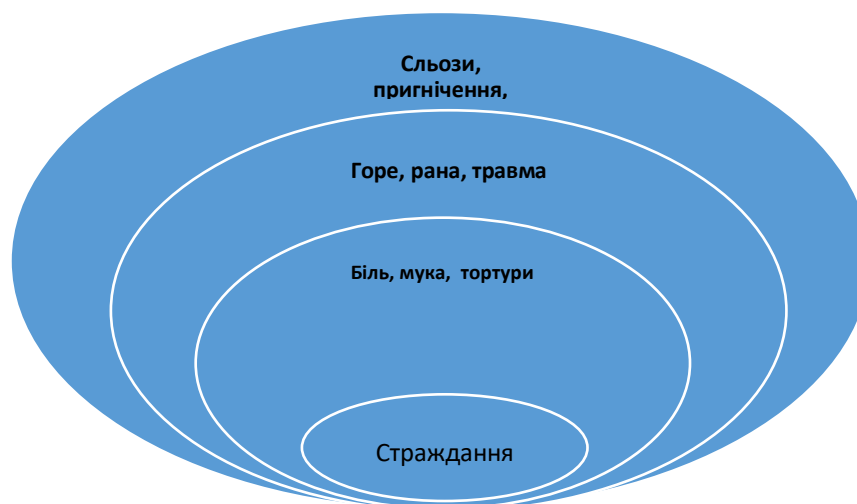 Сльози,
пригнічення,
Горе, рана, травма
Біль, мука, тортури
Страждання